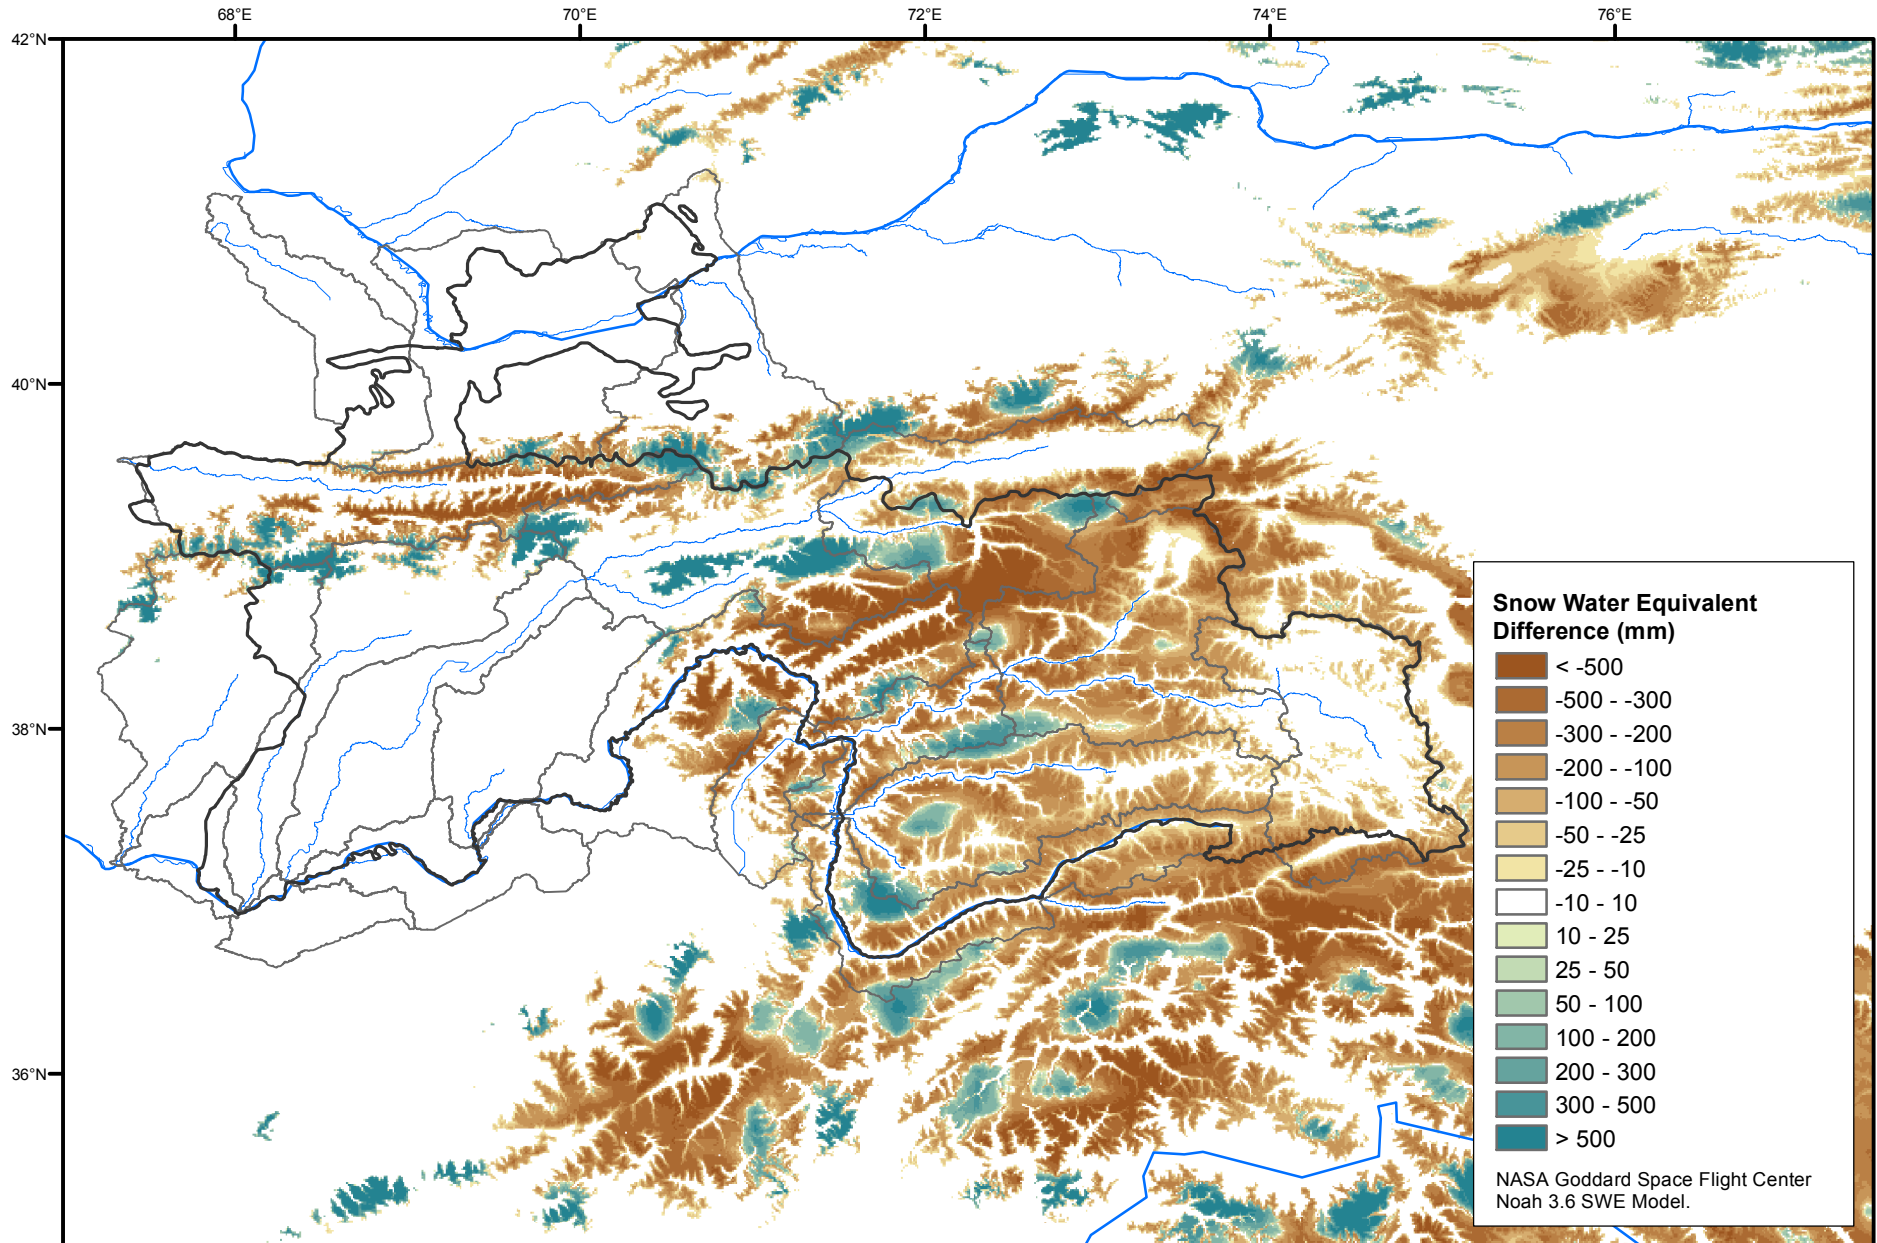 68°E
70°E
72°E
74°E
76°E
42°N
40°N
38°N
36°N
Snow Water Equivalent
Difference (mm)
< -500
-500 - -300
-300 - -200
-200 - -100
-100 - -50
-50 - -25
-25 - -10
-10 - 10
10 - 25
25 - 50
50 - 100
100 - 200
200 - 300
300 - 500
> 500
NASA Goddard Space Flight Center
Noah 3.6 SWE Model.